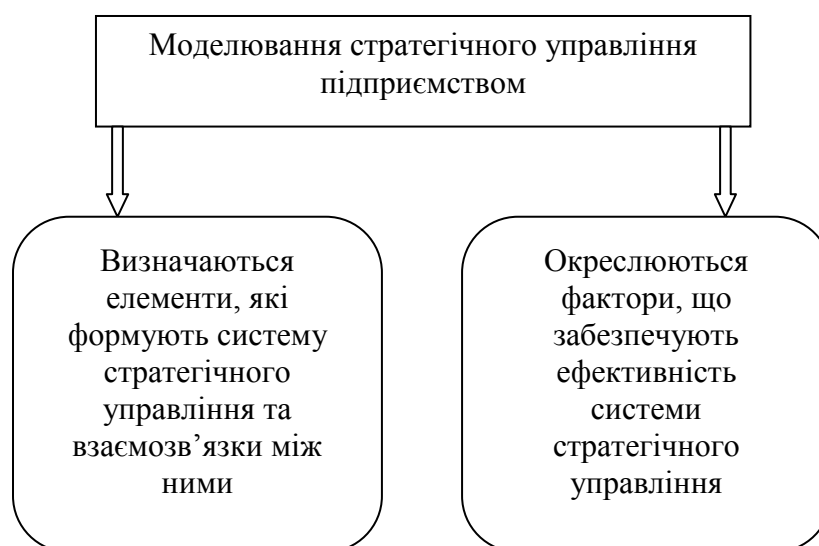 Моделювання стратегічного управління
підприємством
Визначаються
елементи, які
формують систему
стратегічного
управління та
взаємозв’язки між
ними
Окреслюються
фактори, що
забезпечують
ефективність
системи
стратегічного
управління